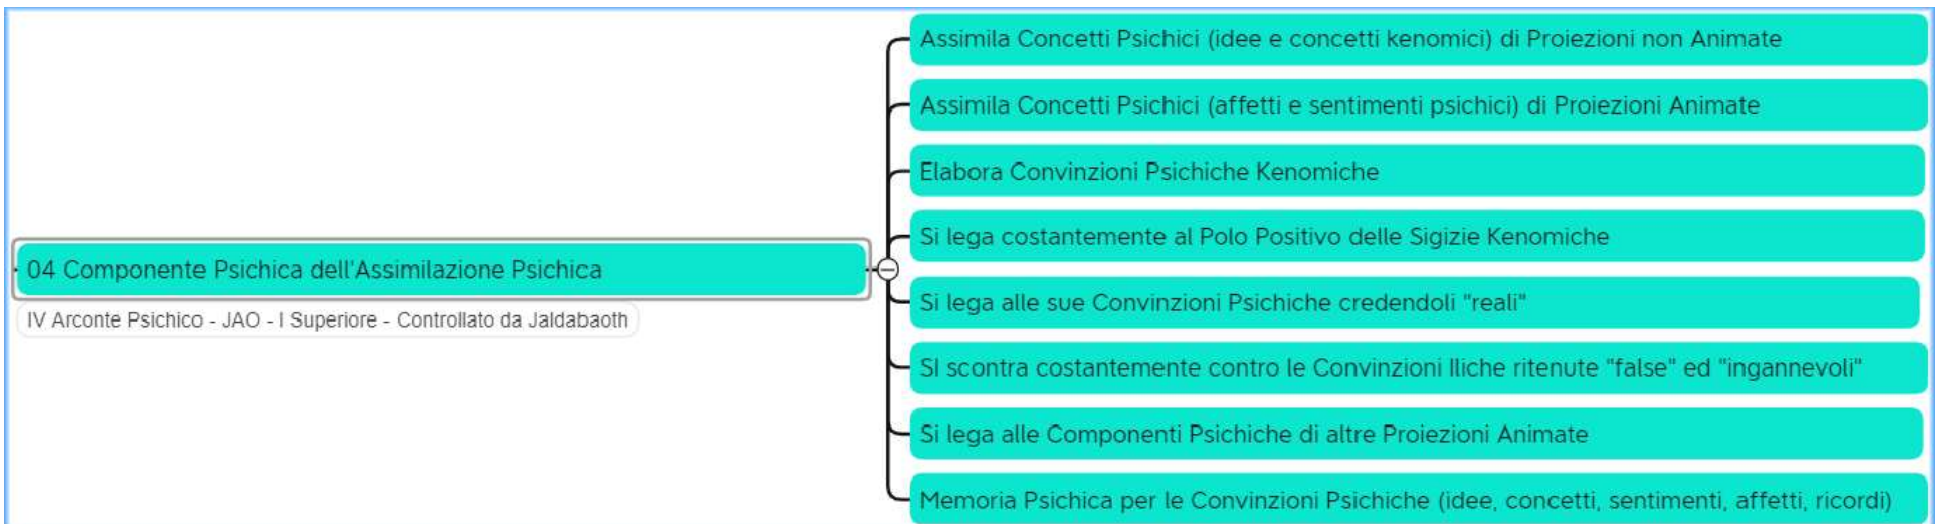 Assimila Concetti Psichici (idee e concetti kenomici) di Proiezioni non Animate
Assimila Concetti Psichici (affetti e sentimenti psichici) di Proiezioni Animate
Elabora Convinzioni Psichiche Kenomiche
Si lega costantemente al Polo Positivo delle Sigizie Kenomiche
04 Componente Psichica dell'Assimilazione Psichica
IV Arconte Psichico - JAO - I Superiore - Controllato da Jaldabaoth
Si lega alle sue Convinzioni Psichiche credendoli "reali"
SI scontra costantemente contro le Convinzioni Iliche ritenute "false" ed "ingannevoli"
Si lega alle Componenti Psichiche di altre Proiezioni Animate
Memoria Psichica per le Convinzioni Psichiche (idee, concetti, sentimenti, affetti, ricordi)